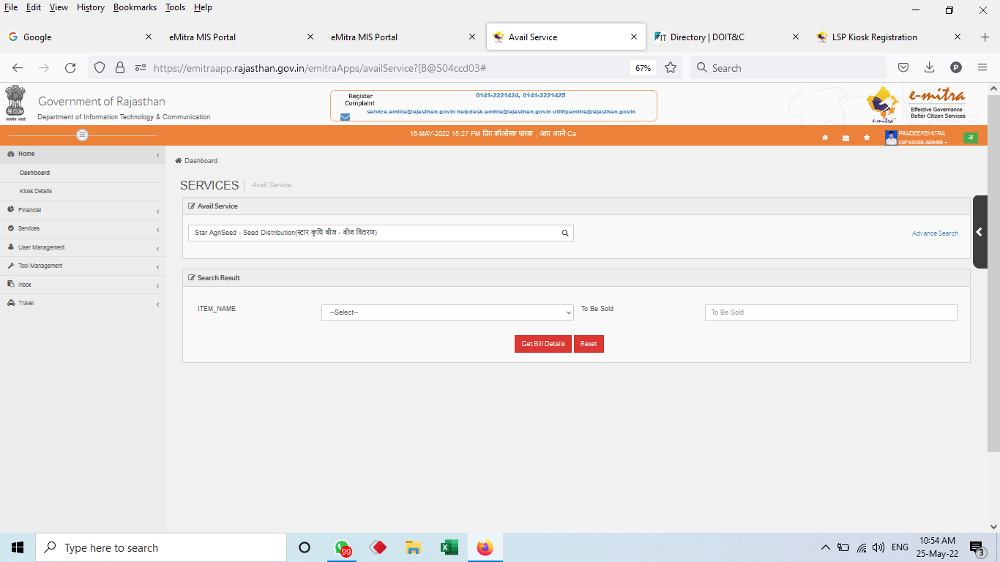 File Edit View History Bookmarks Tools Help
Google
eMitra MIS Portal
eMitra MIS Portal
Avail Service
Directory | DOIT&C
LSP Kiosk Registration
https://emitraapp.rajasthan.gov.in/emitraApps/availService?[B@504ccd03#
67%
Search
P
Government of Rajasthan
Department of Information Technology & Communication
Register Complaint
0141-2221424, 0141-2221425
service.emitra@rajasthan.gov.in helpdesk.emitra@rajasthan.gov.in utility.emitra@rajasthan.gov.in
e-mitra
e-mitra
Effective Governance
Better Citizen Services
16-MAY-2022 15:27 PM प्रिय कीओस्क धारक , आप अपने Ca
PRADEEP.EMITRA
LSP KIOSK ADMIN
अ
Home
Dashboard
Kiosk Details
Financial
Services
User Management
Tool Management
Inbox
Travel
Dashboard
SERVICES Avail Service
Avail Service
Star AgriSeed - Seed Distribution(स्टार कृषि बीज - बीज वितरण)
Advance Search
Search Result
ITEM_NAME
--Select--
To Be Sold
To Be Sold
Get Bill Details
Reset
Type here to search
99
ENG
10:54 AM
25-May-22
3